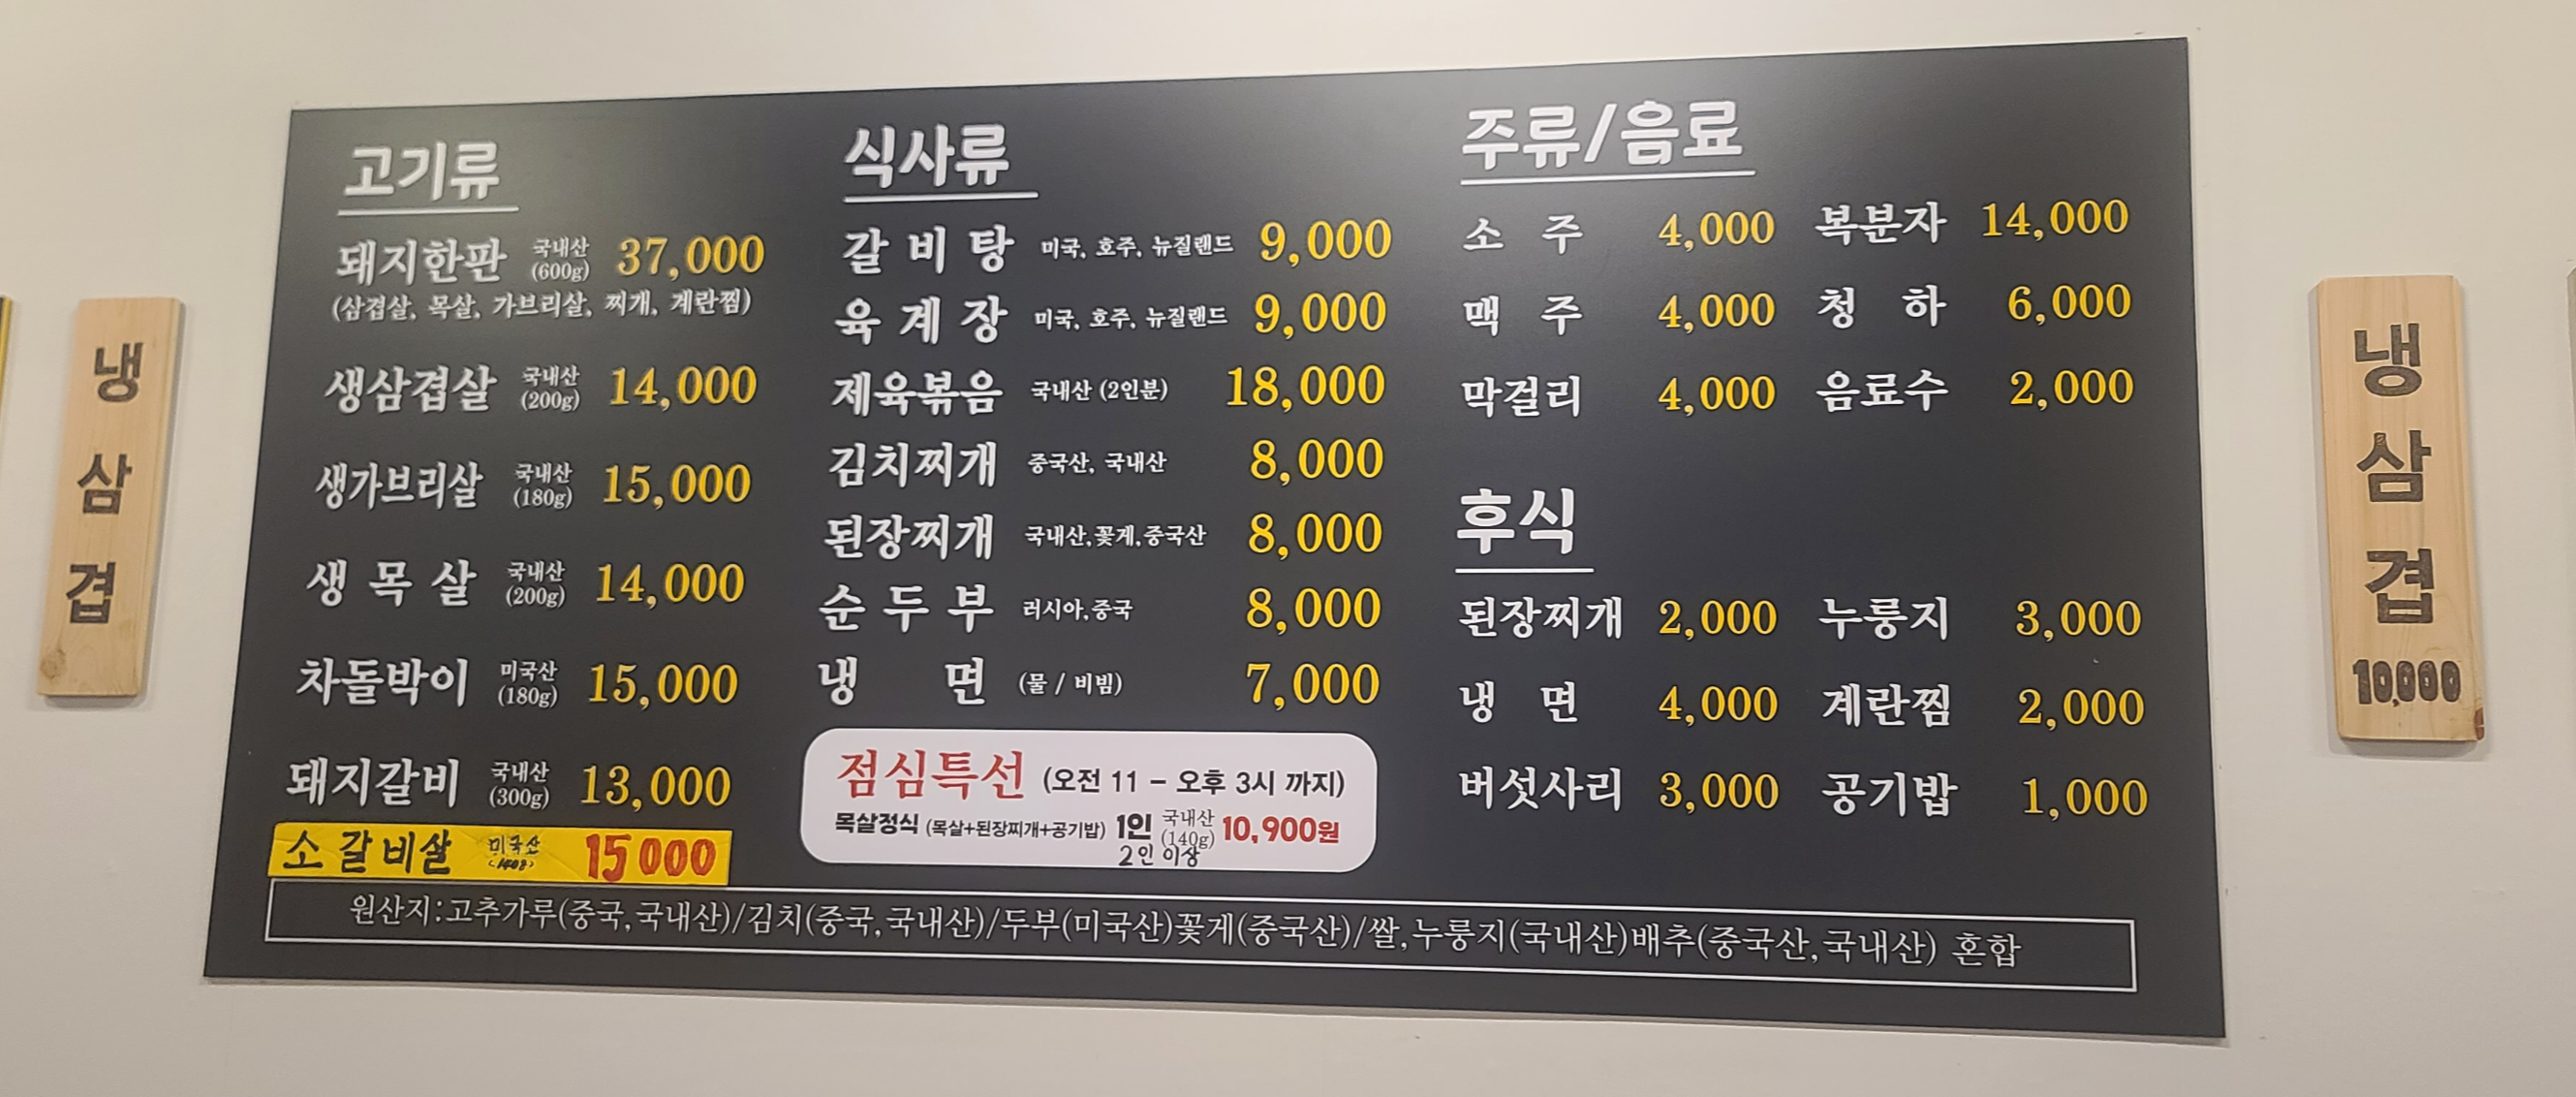 냉삼겹
고기류
돼지한판 국내산 (600g) 37,000
(삼겹살, 목살, 가브리살, 찌개, 계란찜)
생삼겹살 국내산 (200g) 14,000
생가브리살 국내산 (180g) 15,000
생목살 국내산 (200g) 14,000
차돌박이 미국산 (180g) 15,000
돼지갈비 국내산 (300g) 13,000
소갈비살 미국산 (140g) 15000
식사류
갈비탕 미국, 호주, 뉴질랜드 9,000
육계장 미국, 호주, 뉴질랜드 9,000
제육볶음 국내산 (2인분) 18,000
김치찌개 중국산, 국내산 8,000
된장찌개 국내산,꽃게,중국산 8,000
순두부 러시아,중국 8,000
냉면 (물 / 비빔) 7,000
점심특선 (오전 11 - 오후 3시 까지)
목살정식 (목살+된장찌개+공기밥) 1인 국내산 (140g) 10,900원
2인 이상
주류/음료
소주 4,000 복분자 14,000
맥주 4,000 청하 6,000
막걸리 4,000 음료수 2,000
후식
된장찌개 2,000 누룽지 3,000
냉면 4,000 계란찜 2,000
버섯사리 3,000 공기밥 1,000
원산지:고추가루(중국,국내산)/김치(중국,국내산)/두부(미국산)꽃게(중국산)/쌀,누룽지(국내산)배추(중국산,국내산) 혼합
냉삼겹
10,000